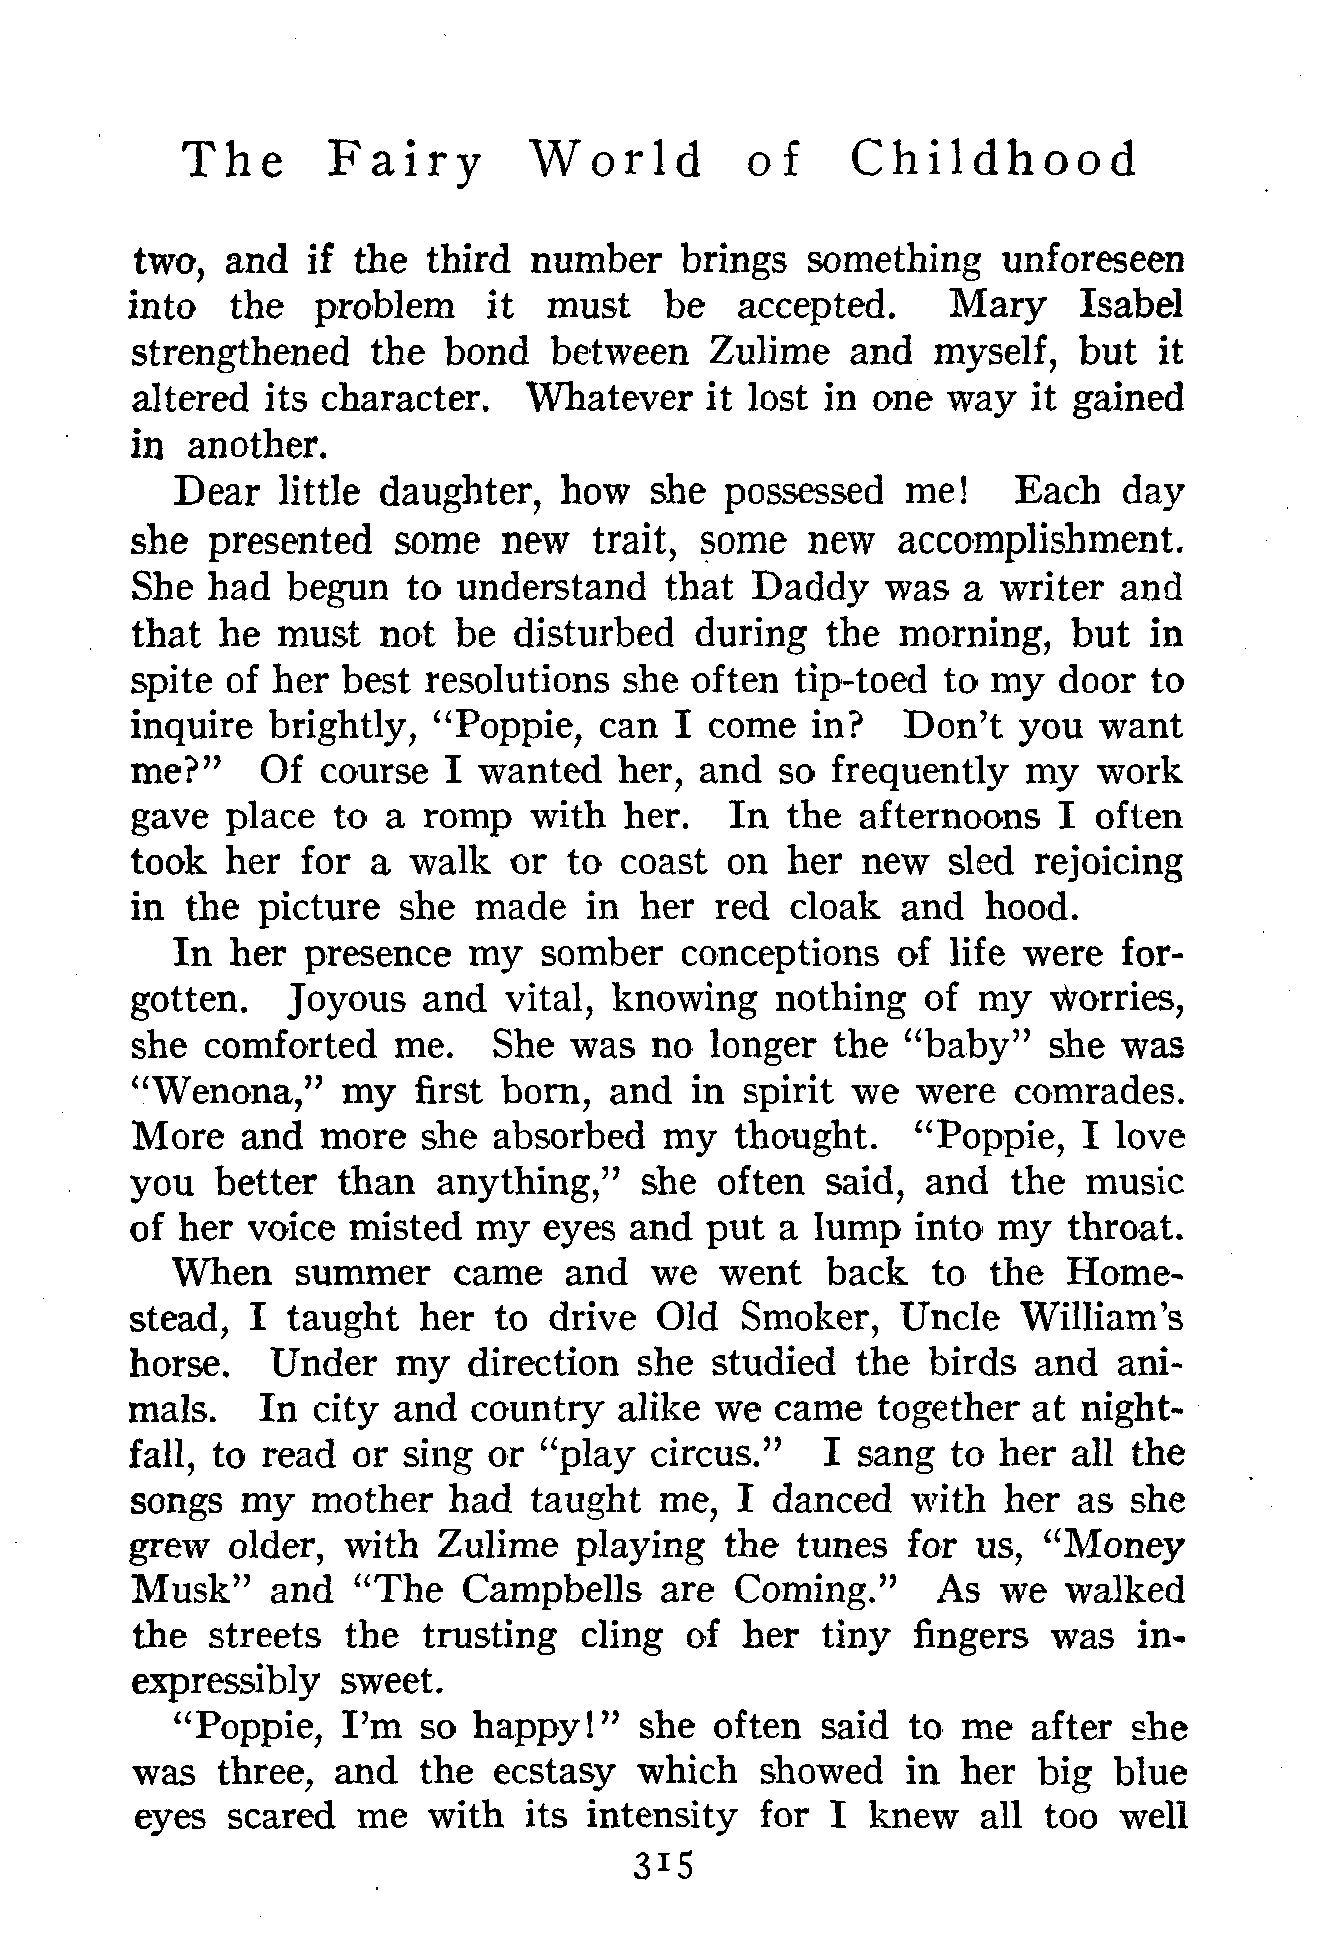 The Fairy World of Childhood
two, and if the third number brings something unforeseen
into the problem it must be accepted. Mary Isabel
strengthened the bond between Zulime and myself, but it
altered its character. Whatever it lost in one way it gained
in another.
Dear little daughter, how she possessed me! Each day
she presented some new trait, some new accomplishment.
She had begun to understand that Daddy was a writer and
that he must not be disturbed during the morning, but in
spite of her best resolutions she often tip-toed to my door to
inquire brightly, “Poppie, can I come in? Don’t you want
me?” Of course I wanted her, and so frequently my work
gave place to a romp with her. In the afternoons I often
took her for a walk or to coast on her new sled rejoicing
in the picture she made in her red cloak and hood.
In her presence my somber conceptions of life were for-
gotten. Joyous and vital, knowing nothing of my worries,
she comforted me. She was no longer the “baby” she was
“Wenona,” my first born, and in spirit we were comrades.
More and more she absorbed my thought. “Poppie, I love
you better than anything,” she often said, and the music
of her voice misted my eyes and put a lump into my throat.
When summer came and we went back to the Home-
stead, I taught her to drive Old Smoker, Uncle William’s
horse. Under my direction she studied the birds and ani-
mals. In city and country alike we came together at night-
fall, to read or sing or “play circus.” I sang to her all the
songs my mother had taught me, I danced with her as she
grew older, with Zulime playing the tunes for us, “Money
Musk” and “The Campbells are Coming.” As we walked
the streets the trusting cling of her tiny fingers was in-
expressibly sweet.
“Poppie, I’m so happy!” she often said to me after she
was three, and the ecstasy which showed in her big blue
eyes scared me with its intensity for I knew all too well
315